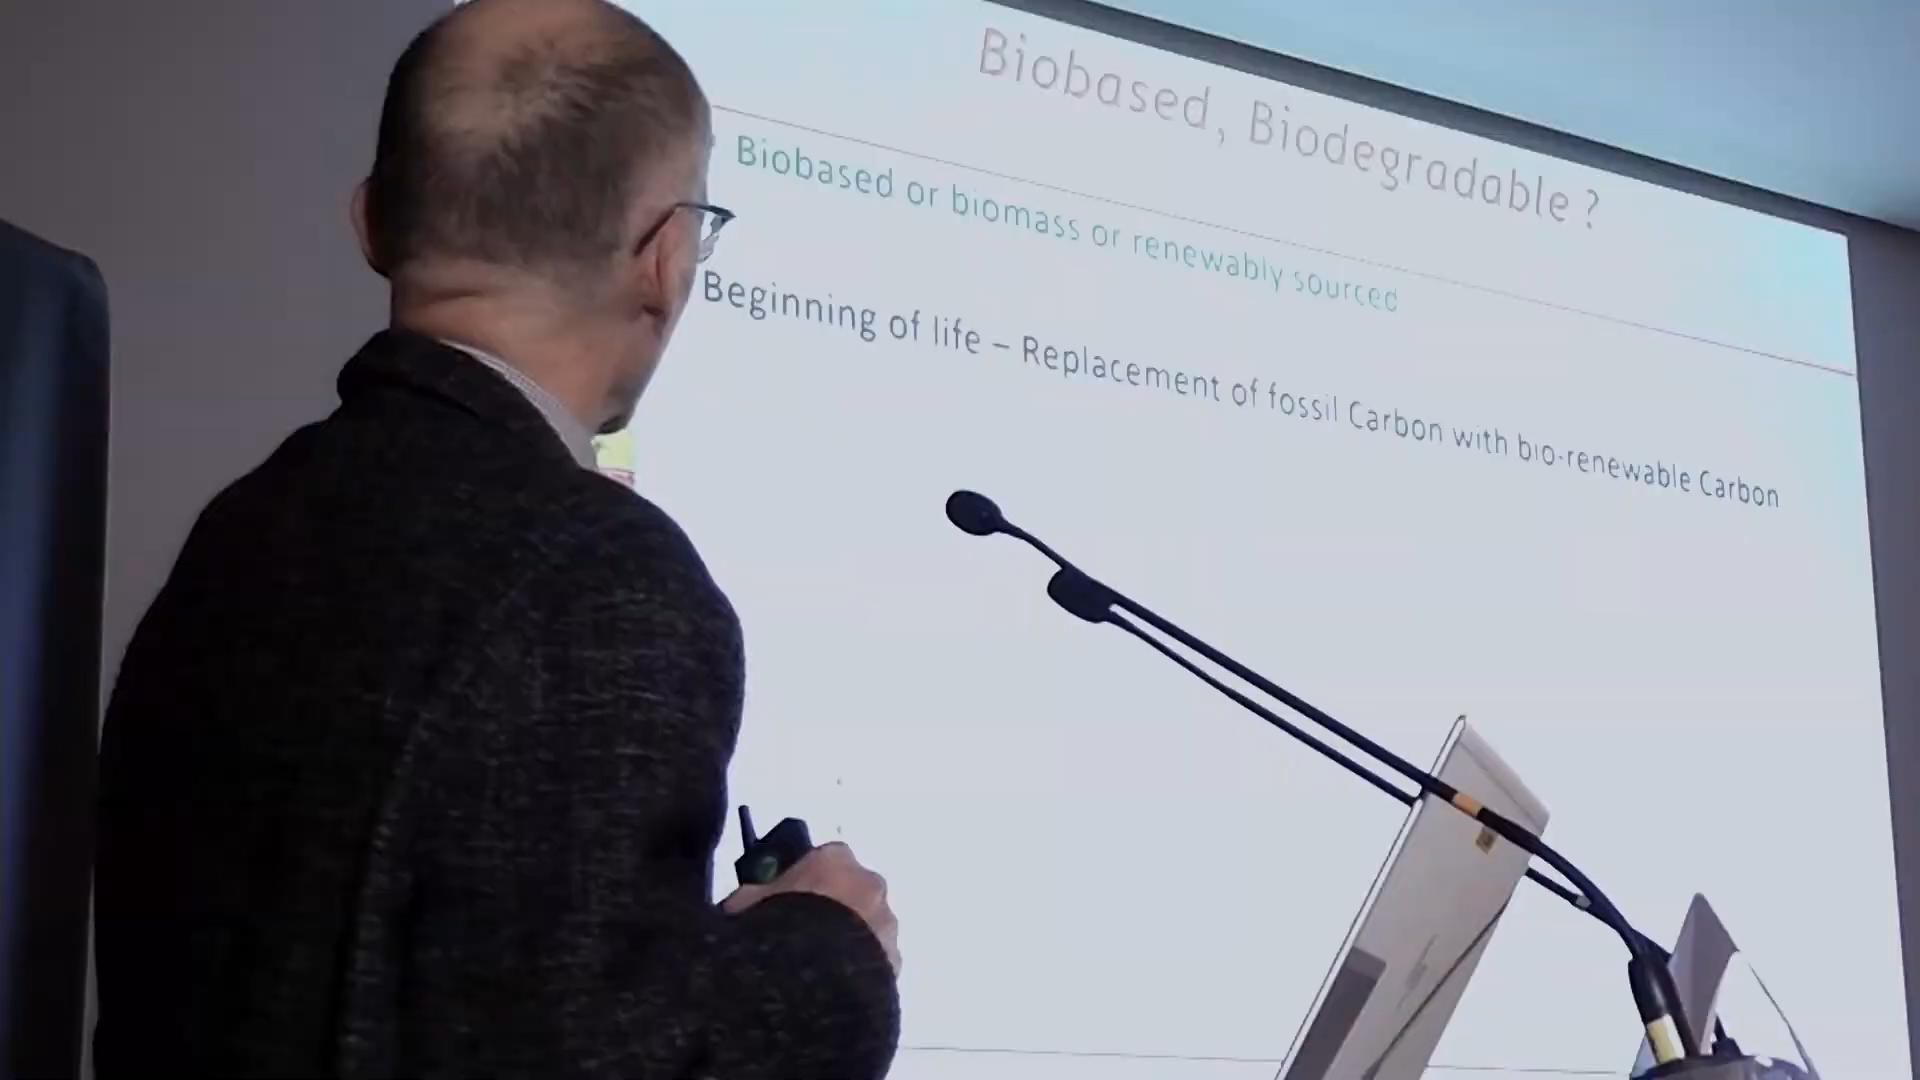 Biobased, Biodegradable ?
Biobased or biomass or renewably sourced
Beginning of life – Replacement of fossil Carbon with bio-renewable Carbon